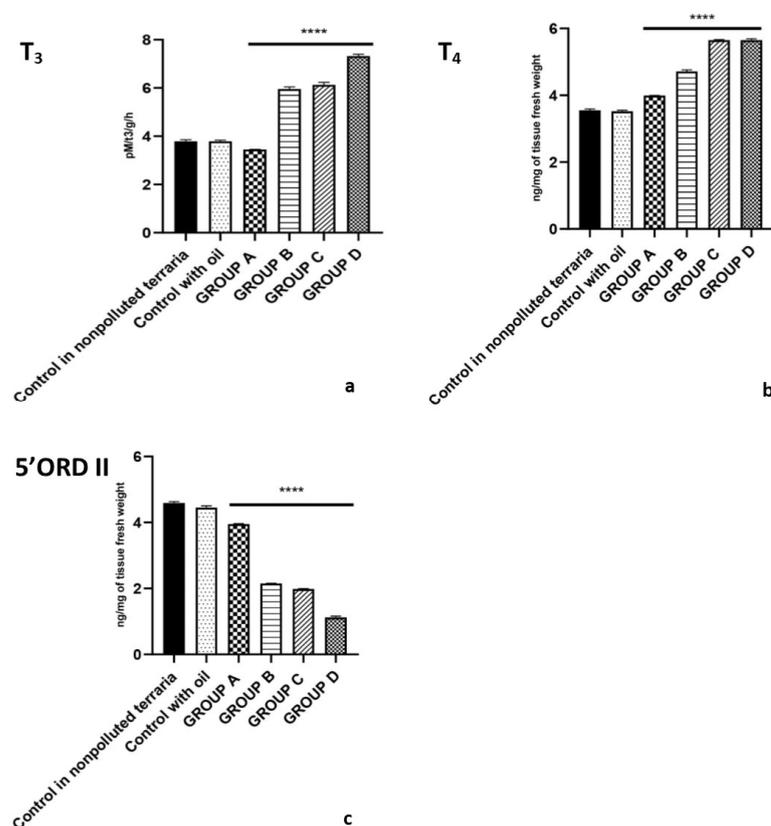 T3
****
8
6
4
2
0
pM/t3/g/h
Control in nonpolluted terraria
Control with oil
GROUP A
GROUP B
GROUP C
GROUP D
a
T4
****
6
4
2
0
ng/mg of tissue fresh weight
Control in nonpolluted terraria
Control with oil
GROUP A
GROUP B
GROUP C
GROUP D
b
5’ORD II
****
6
4
2
0
ng/mg of tissue fresh weight
Control in nonpolluted terraria
Control with oil
GROUP A
GROUP B
GROUP C
GROUP D
c